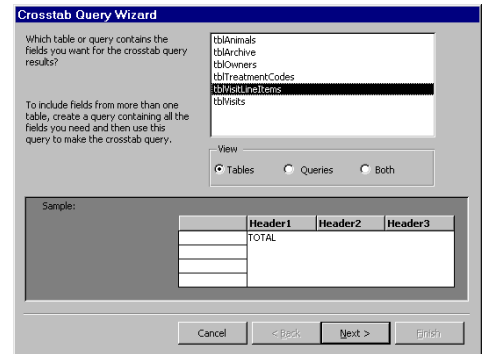 Crosstab Query Wizard
Which table or query contains the
fields you want for the crosstab query
results?
To include fields from more than one
table, create a query containing all the
fields you need and then use this
query to make the crosstab query.
tblAnimals
tblArchive
tblOwners
tblTreatmentCodes
tblVisitLineItems
tblVisits
View
Tables Queries Both
Sample:
Header1 Header2 Header3
TOTAL
Cancel < Back Next > Finish